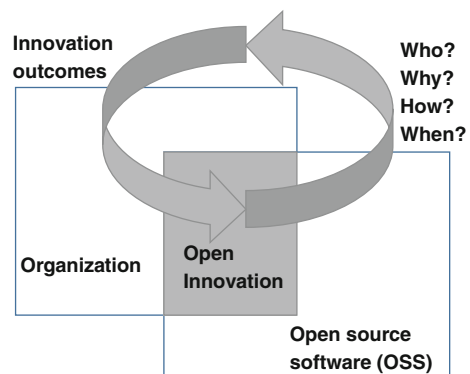 Innovation
outcomes
Who?
Why?
How?
When?
Organization
Open
Innovation
Open source
software (OSS)